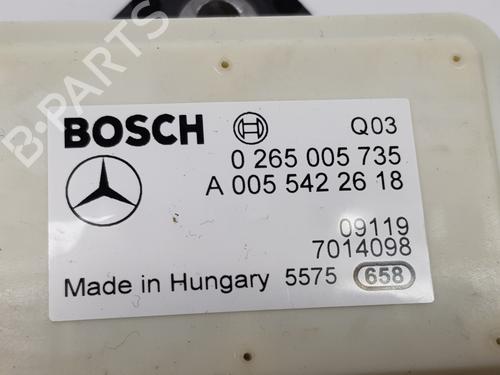 BOSCH
Q03
0 265 005 735
A 005 542 26 18
09119
7014098
Made in Hungary 5575 658
B-PARTS